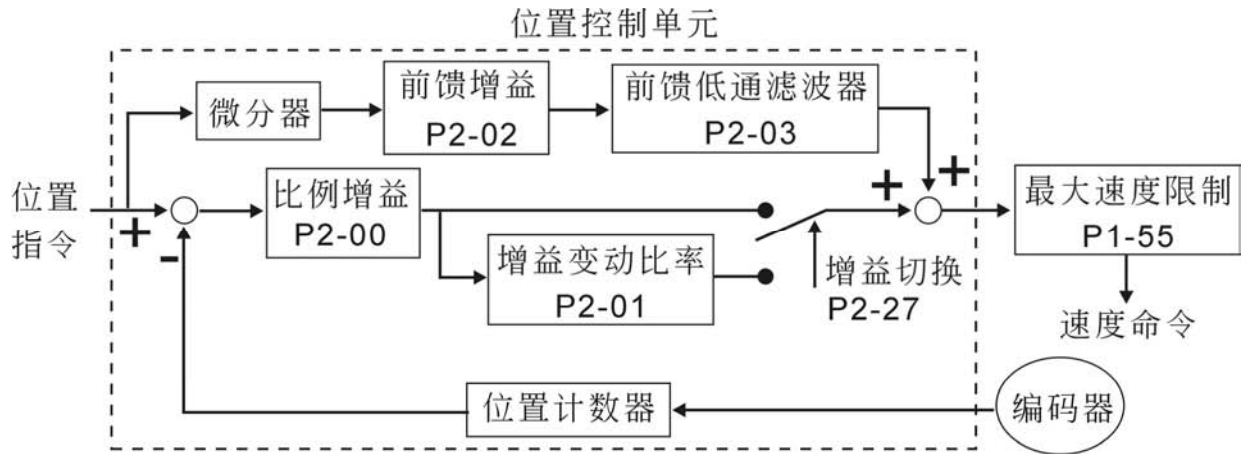 位置控制单元
微分器
前馈增益
P2-02
前馈低通滤波器
P2-03
+
+
位置
指令
+
-
比例增益
P2-00
增益变动比率
P2-01
增益切换
P2-27
最大速度限制
P1-55
速度命令
位置计数器
编码器